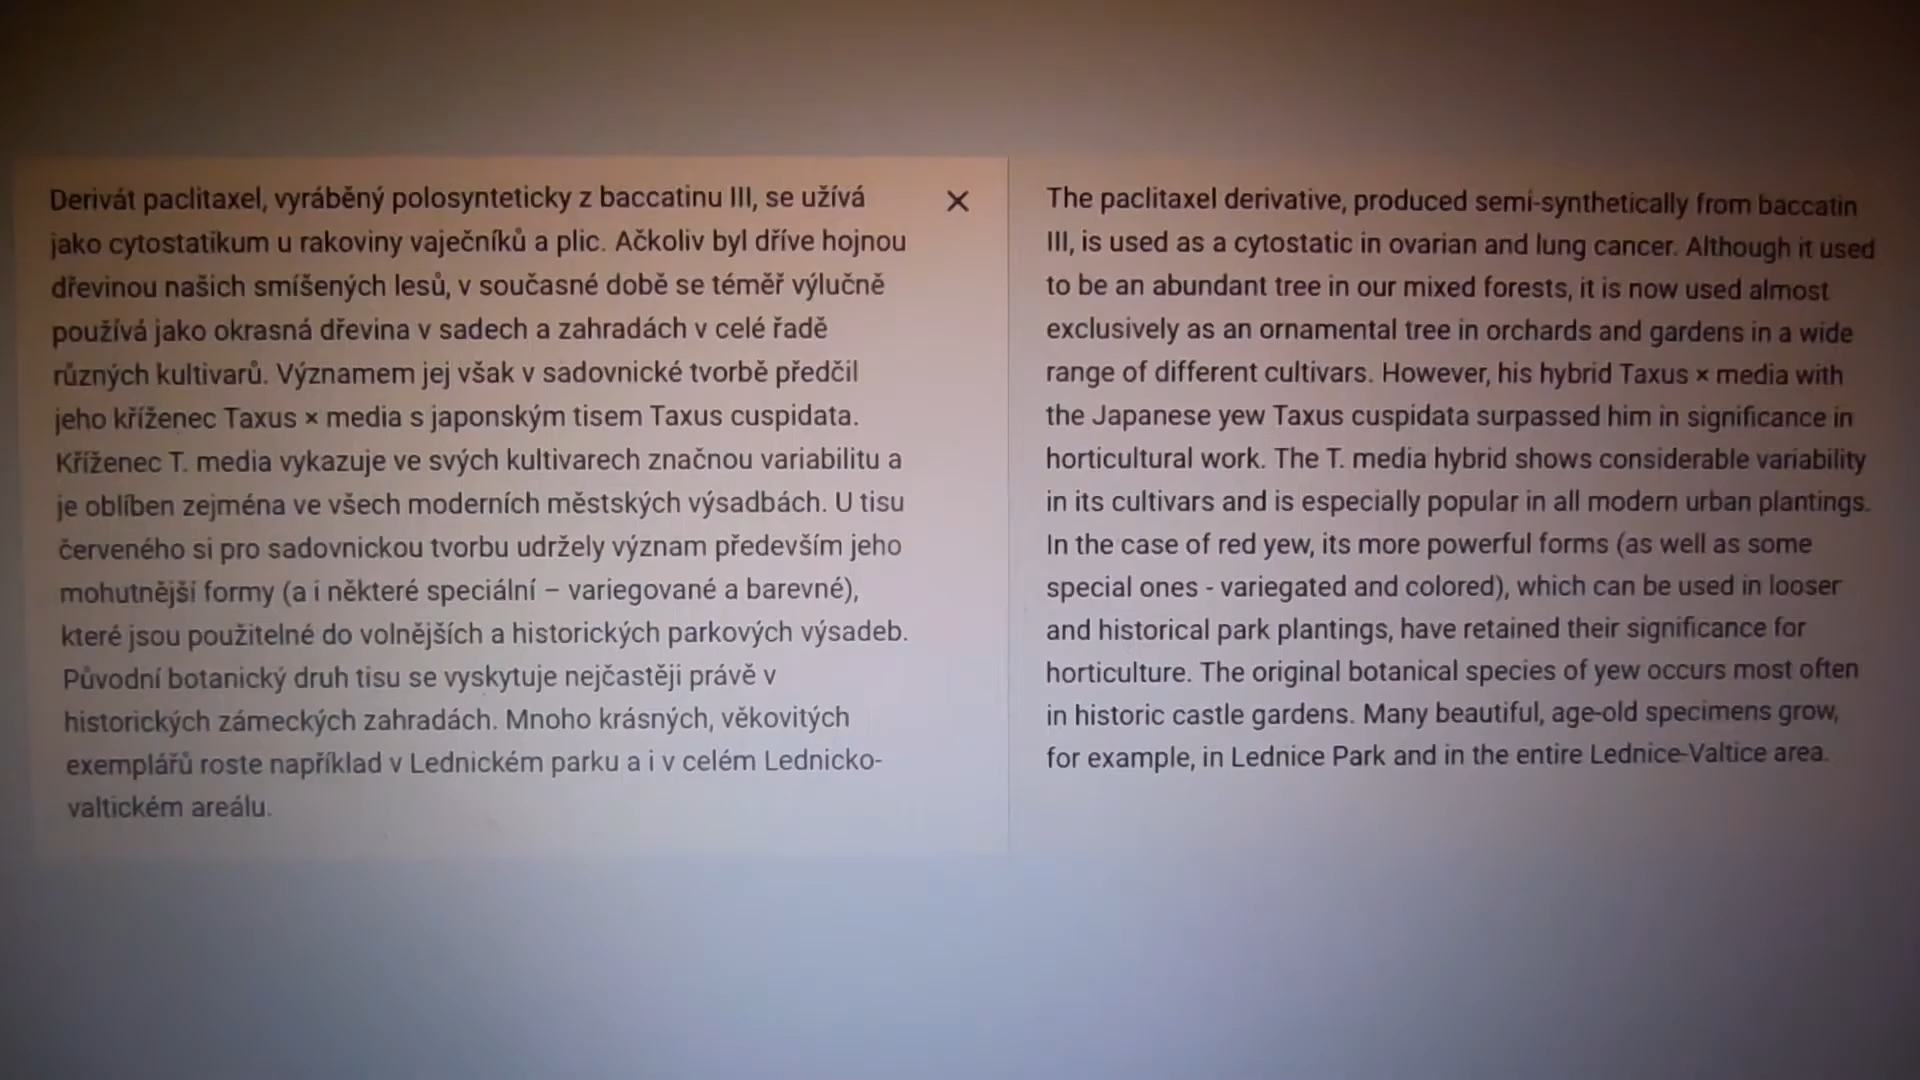 Derivát paclitaxel, vyráběný polosynteticky z baccatinu III, se užívá
jako cytostatikum u rakoviny vaječníků a plic. Ačkoliv byl dříve hojnou
dřevinou našich smíšených lesů, v současné době se téměř výlučně
používá jako okrasná dřevina v sadech a zahradách v celé řadě
různých kultivarů. Významem jej však v sadovnické tvorbě předčil
jeho kříženec Taxus × media s japonským tisem Taxus cuspidata.
Kříženec T. media vykazuje ve svých kultivarech značnou variabilitu a
je oblíben zejména ve všech moderních městských výsadbách. U tisu
červeného si pro sadovnickou tvorbu udržely význam především jeho
mohutnější formy (a i některé speciální – variegované a barevné),
které jsou použitelné do volnějších a historických parkových výsadeb.
Původní botanický druh tisu se vyskytuje nejčastěji právě v
historických zámeckých zahradách. Mnoho krásných, věkovitých
exemplářů roste například v Lednickém parku a i v celém Lednicko-
valtickém areálu.
The paclitaxel derivative, produced semi-synthetically from baccatin
III, is used as a cytostatic in ovarian and lung cancer. Although it used
to be an abundant tree in our mixed forests, it is now used almost
exclusively as an ornamental tree in orchards and gardens in a wide
range of different cultivars. However, his hybrid Taxus × media with
the Japanese yew Taxus cuspidata surpassed him in significance in
horticultural work. The T. media hybrid shows considerable variability
in its cultivars and is especially popular in all modern urban plantings.
In the case of red yew, its more powerful forms (as well as some
special ones - variegated and colored), which can be used in looser
and historical park plantings, have retained their significance for
horticulture. The original botanical species of yew occurs most often
in historic castle gardens. Many beautiful, age-old specimens grow,
for example, in Lednice Park and in the entire Lednice-Valtice area.